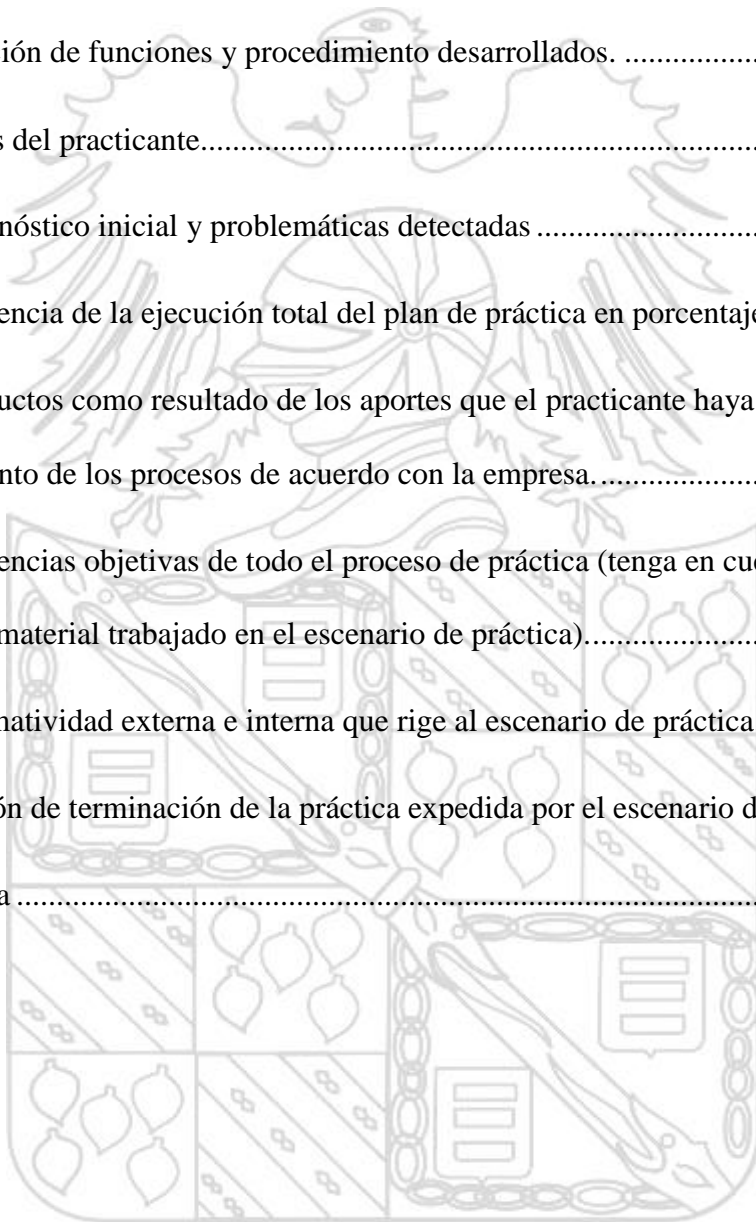 ión de funciones y procedimiento desarrollados. ................
s del practicante......................................................................
nóstico inicial y problemáticas detectadas ............................
encia de la ejecución total del plan de práctica en porcentaje
uctos como resultado de los aportes que el practicante haya
nto de los procesos de acuerdo con la empresa....................
encias objetivas de todo el proceso de práctica (tenga en cue
material trabajado en el escenario de práctica).....................
natividad externa e interna que rige al escenario de práctica
ón de terminación de la práctica expedida por el escenario d
a ...............................................................................................